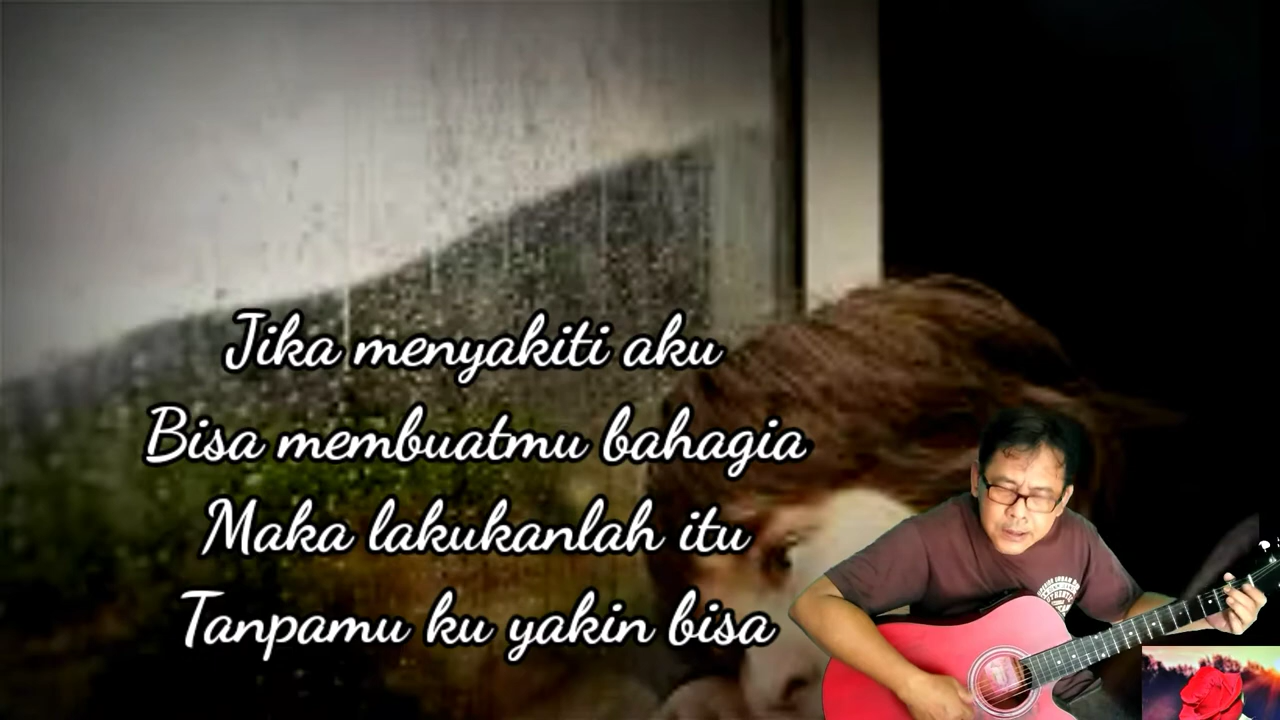 Jika menyakiti aku
Bisa membuatmu bahagia
Maka lakukanlah itu
Tanpamu ku yakin bisa